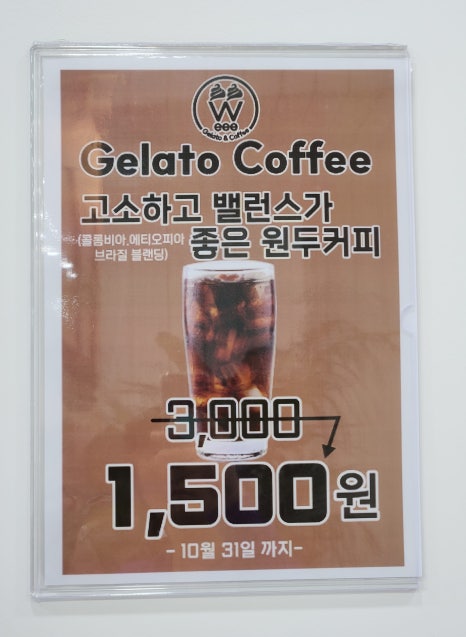 W
eee
Gelato & Coffee
Gelato Coffee
고소하고 밸런스가
(콜롬비아,에티오피아 좋은 원두커피
브라질 블랜딩)
3,000
1,500원
- 10월 31일 까지-